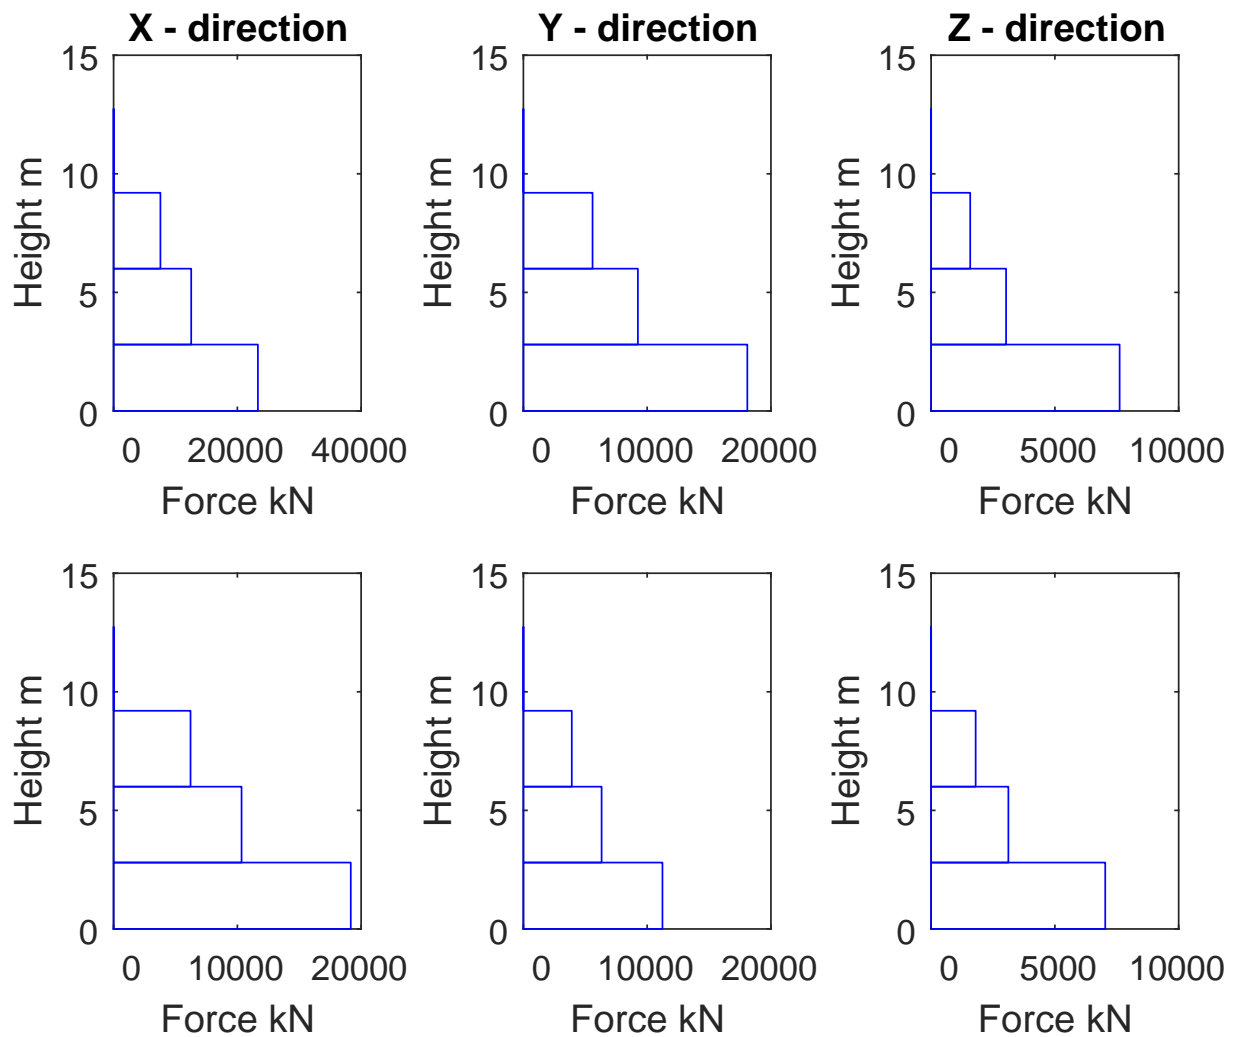 X - direction
Y - direction
Z - direction
15
10
5
0
Height m
0 20000 40000
Force kN
15
10
5
0
Height m
0 10000 20000
Force kN
15
10
5
0
Height m
0 5000 10000
Force kN
15
10
5
0
Height m
0 10000 20000
Force kN
15
10
5
0
Height m
0 10000 20000
Force kN
15
10
5
0
Height m
0 5000 10000
Force kN